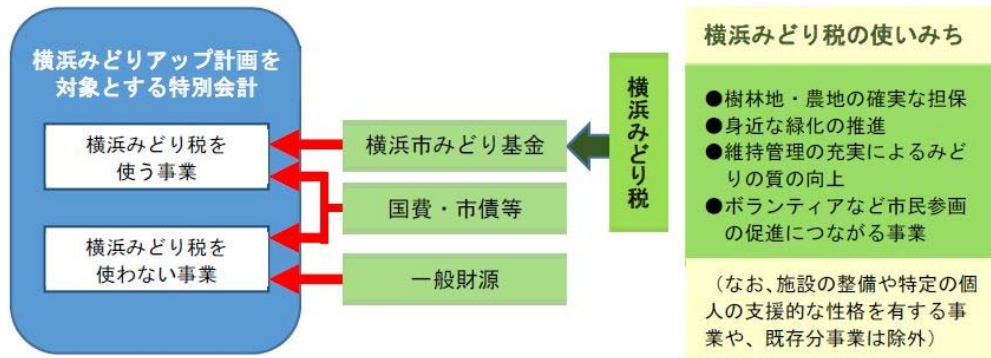 横浜みどりアップ計画を
対象とする特別会計
横浜みどり税を
使う事業
横浜みどり税を
使わない事業
横浜市みどり基金
国費・市債等
一般財源
横浜みどり税
横浜みどり税の使いみち
●樹林地・農地の確実な担保
●身近な緑化の推進
●維持管理の充実によるみど
りの質の向上
●ボランティアなど市民参画
の促進につながる事業
（なお、施設の整備や特定の個
人の支援的な性格を有する事
業や、既存分事業は除外）